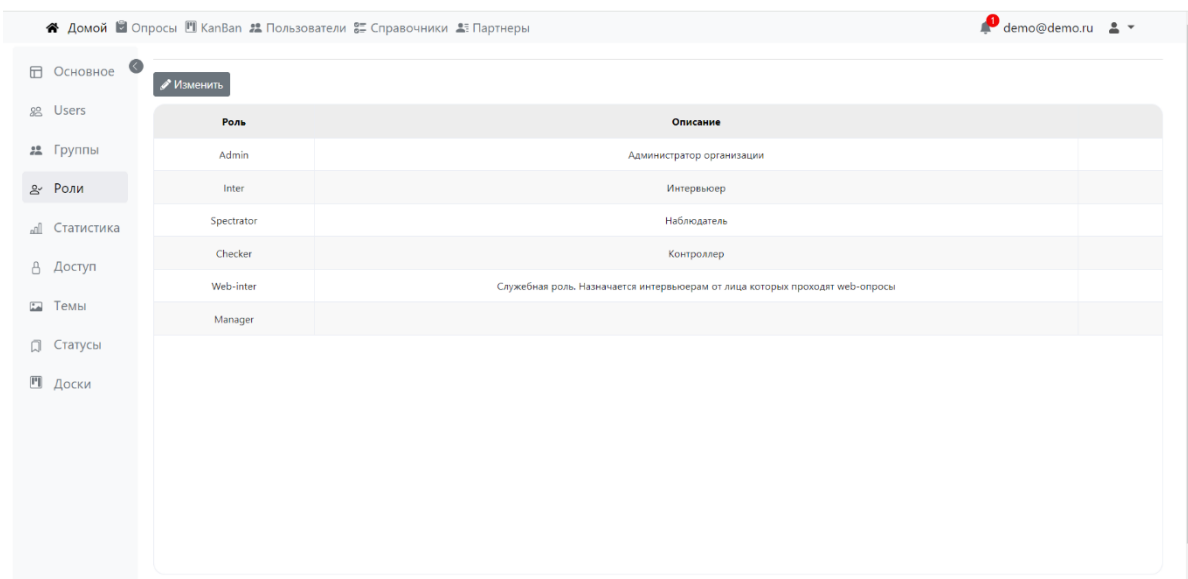 Домой Опросы KanBan Пользователи Справочники Партнеры 1 demo@demo.ru
Основное
Users
Группы
Роли
Статистика
Доступ
Темы
Статусы
Доски
Изменить
Роль Описание
Admin Администратор организации
Inter Интервьюер
Spectrator Наблюдатель
Checker Контроллер
Web-inter Служебная роль. Назначается интервьюерам от лица которых проходят web-опросы
Manager